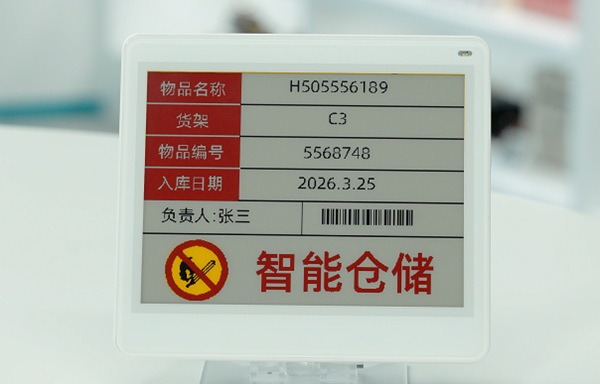 物品名称 H505556189
货架 C3
物品编号 5568748
入库日期 2026.3.25
负责人:张三
智能仓储